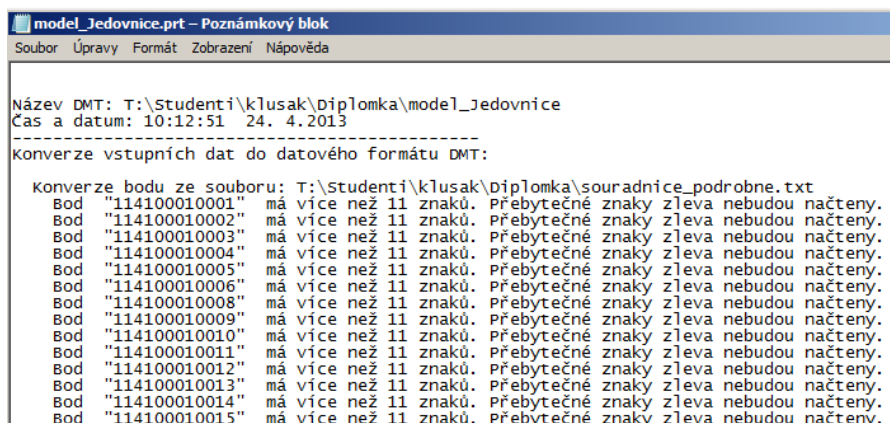 model_Jedovnice.prt – Poznámkový blok
Soubor Úpravy Formát Zobrazení Nápověda
Název DMT: T:\Studenti\klusak\Diplomka\model_Jedovnice
Čas a datum: 10:12:51 24. 4.2013
-----------------------------------------------
Konverze vstupních dat do datového formátu DMT:
Konverze bodu ze souboru: T:\Studenti\klusak\Diplomka\souradnice_podrobne.txt
Bod "114100010001" má více než 11 znaků. Přebytečné znaky zleva nebudou načteny.
Bod "114100010002" má více než 11 znaků. Přebytečné znaky zleva nebudou načteny.
Bod "114100010003" má více než 11 znaků. Přebytečné znaky zleva nebudou načteny.
Bod "114100010004" má více než 11 znaků. Přebytečné znaky zleva nebudou načteny.
Bod "114100010005" má více než 11 znaků. Přebytečné znaky zleva nebudou načteny.
Bod "114100010006" má více než 11 znaků. Přebytečné znaky zleva nebudou načteny.
Bod "114100010008" má více než 11 znaků. Přebytečné znaky zleva nebudou načteny.
Bod "114100010009" má více než 11 znaků. Přebytečné znaky zleva nebudou načteny.
Bod "114100010010" má více než 11 znaků. Přebytečné znaky zleva nebudou načteny.
Bod "114100010011" má více než 11 znaků. Přebytečné znaky zleva nebudou načteny.
Bod "114100010012" má více než 11 znaků. Přebytečné znaky zleva nebudou načteny.
Bod "114100010013" má více než 11 znaků. Přebytečné znaky zleva nebudou načteny.
Bod "114100010014" má více než 11 znaků. Přebytečné znaky zleva nebudou načteny.
Bod "114100010015" má více než 11 znaků. Přebytečné znaky zleva nebudou načteny.